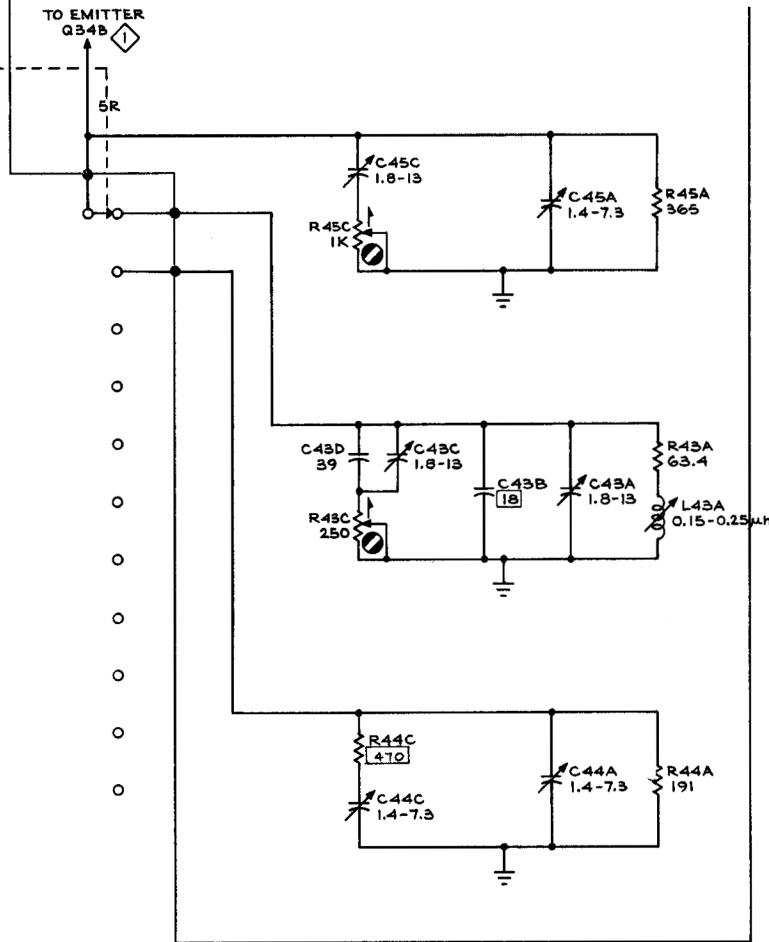 TO EMITTER
Q34B 1
5R
C45C
1.8-13
R45C
1K
C45A
1.4-7.3
R45A
365
C43D
39
C43C
1.8-13
R43C
250
C43B
18
C43A
1.8-13
R43A
63.4
L43A
0.15-0.25μh
R44C
470
C44C
1.4-7.3
C44A
1.4-7.3
R44A
191